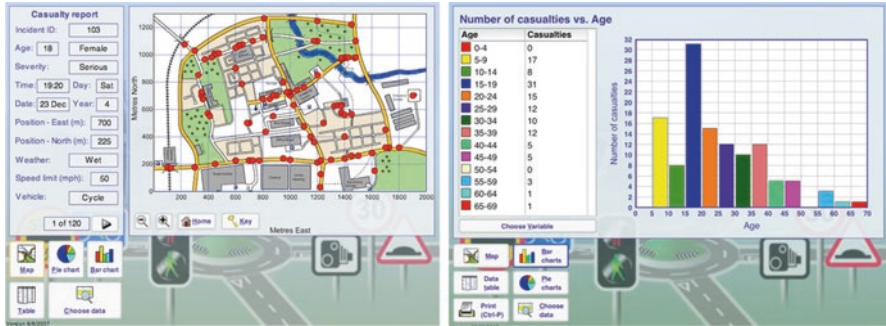 Casualty report
Incident ID: 103
Age: 18 Female
Severity: Serious
Time: 19:20 Day: Sat
Date: 23 Dec Year: 4
Position - East (m): 700
Position - North (m): 225
Weather: Wet
Speed limit (mph): 50
Vehicle: Cycle
1 of 120
Map Pie chart Bar chart
Table Choose data
Metres North
1200
1000
800
600
400
200
0
200 400 600 800 1000 1200 1400 1600 1800 2000
Metres East
Home Key
30
Number of casualties vs. Age
Age Casualties
0-4 0
5-9 17
10-14 8
15-19 31
20-24 15
25-29 12
30-34 10
35-39 12
40-44 5
45-49 5
50-54 0
55-59 3
60-64 1
65-69 1
Choose Variable
Number of casualties
32
30
28
26
24
22
20
18
16
14
12
10
8
6
4
2
0
0 5 10 15 20 25 30 35 40 45 50 55 60 65 70
Age
Map Bar charts
Data table Pie charts
Print (Ctrl-P) Choose data